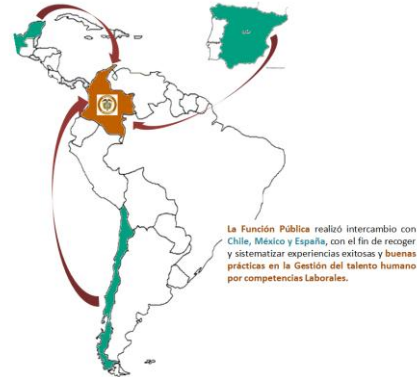 La Función Pública realizó intercambio con
Chile, México y España, con el fin de recoger
y sistematizar experiencias exitosas y buenas
prácticas en la Gestión del talento humano
por competencias Laborales.